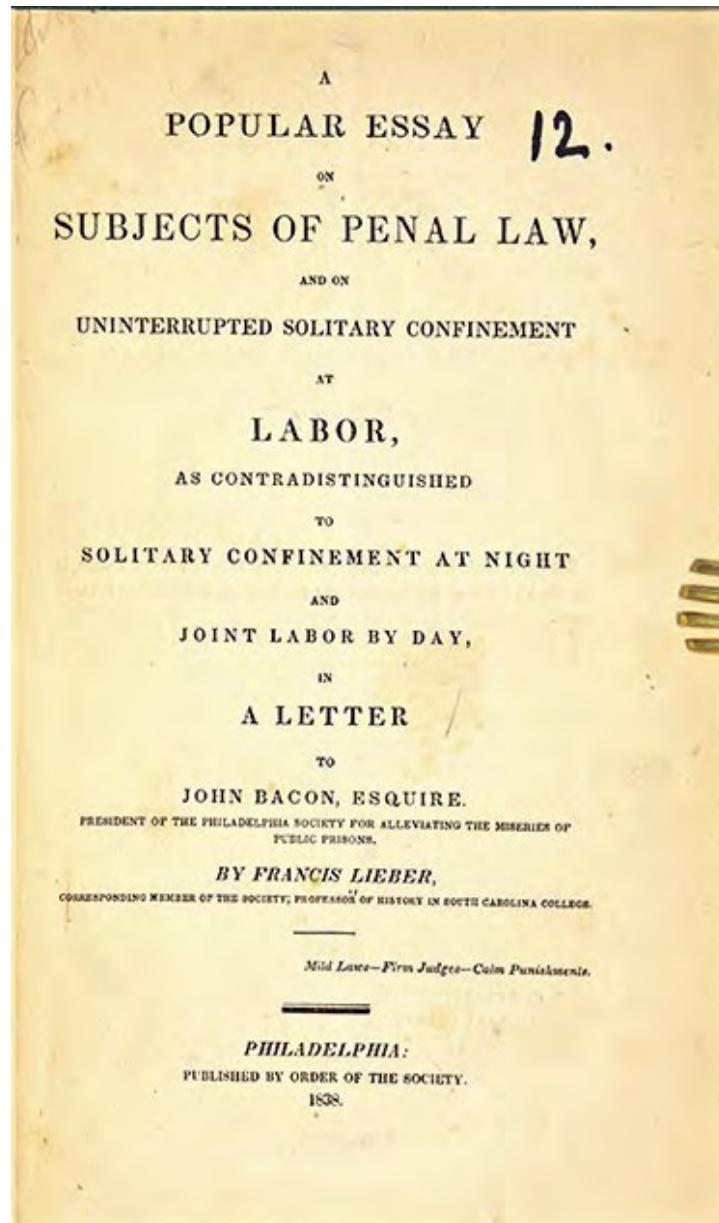 A
POPULAR ESSAY
12.
ON
SUBJECTS OF PENAL LAW,
AND ON
UNINTERRUPTED SOLITARY CONFINEMENT
AT
LABOR,
AS CONTRADISTINGUISHED
TO
SOLITARY CONFINEMENT AT NIGHT
AND
JOINT LABOR BY DAY,
IN
A LETTER
TO
JOHN BACON, ESQUIRE.
PRESIDENT OF THE PHILADELPHIA SOCIETY FOR ALLEVIATING THE MISERIES OF
PUBLIC PRISONS.
BY FRANCIS LIEBER,
CORRESPONDING MEMBER OF THE SOCIETY; PROFESSOR OF HISTORY IN SOUTH CAROLINA COLLEGE.
Mild Laws—Firm Judges—Calm Punishments.
PHILADELPHIA:
PUBLISHED BY ORDER OF THE SOCIETY.
1838.